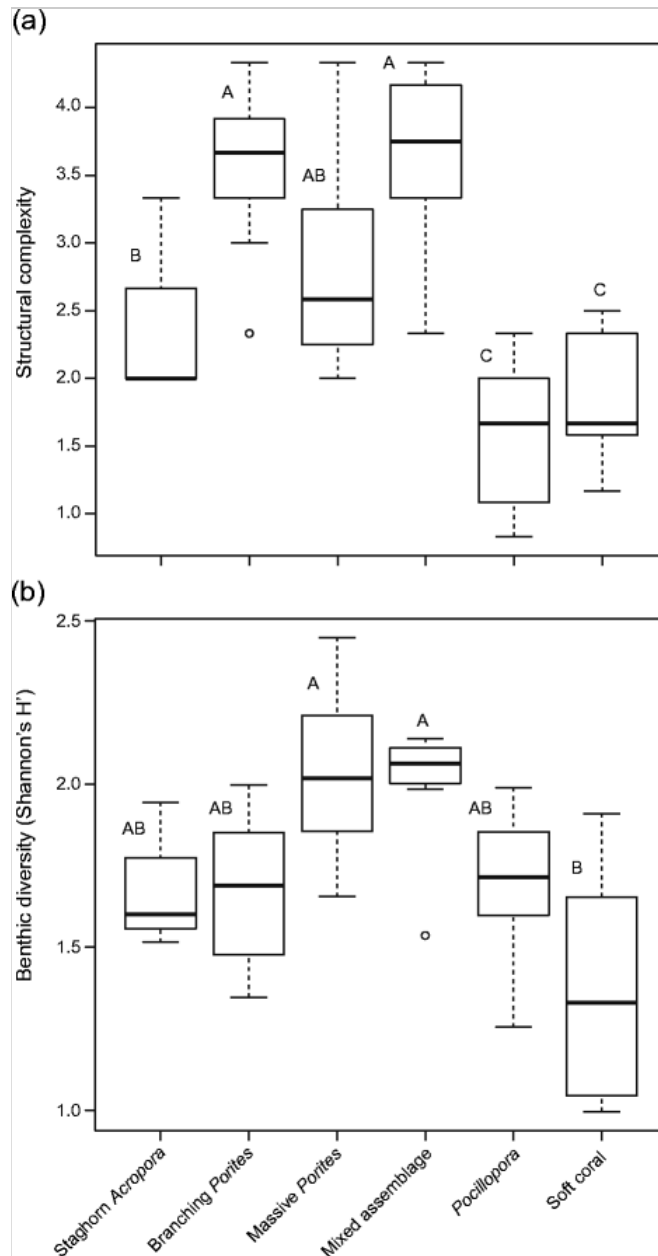 (a)
Structural complexity
4.0
3.5
3.0
2.5
2.0
1.5
1.0
B
A
AB
A
C
C
(b)
Benthic diversity (Shannon's H')
2.5
2.0
1.5
1.0
AB
AB
A
A
AB
B
Staghorn Acropora
Branching Porites
Massive Porites
Mixed assemblage
Pocillopora
Soft coral